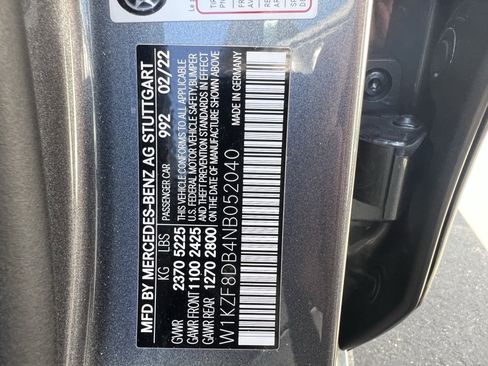 MFD BY MERCEDES-BENZ AG STUTTGART
PASSENGER CAR 992 02/22
KG LBS
GVWR 2370 5225
GAWR FRONT 1100 2425
GAWR REAR 1270 2800
THIS VEHICLE CONFORMS TO ALL APPLICABLE
U.S. FEDERAL MOTOR VEHICLE SAFETY,BUMPER
AND THEFT PREVENTION STANDARDS IN EFFECT
ON THE DATE OF MANUFACTURE SHOWN ABOVE
MADE IN GERMANY
W1KZF8DB4NB052040